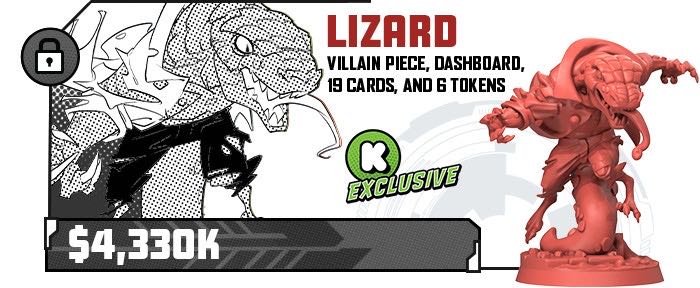 LIZARD
VILLAIN PIECE, DASHBOARD,
19 CARDS, AND 6 TOKENS
K
EXCLUSIVE
$4,330K